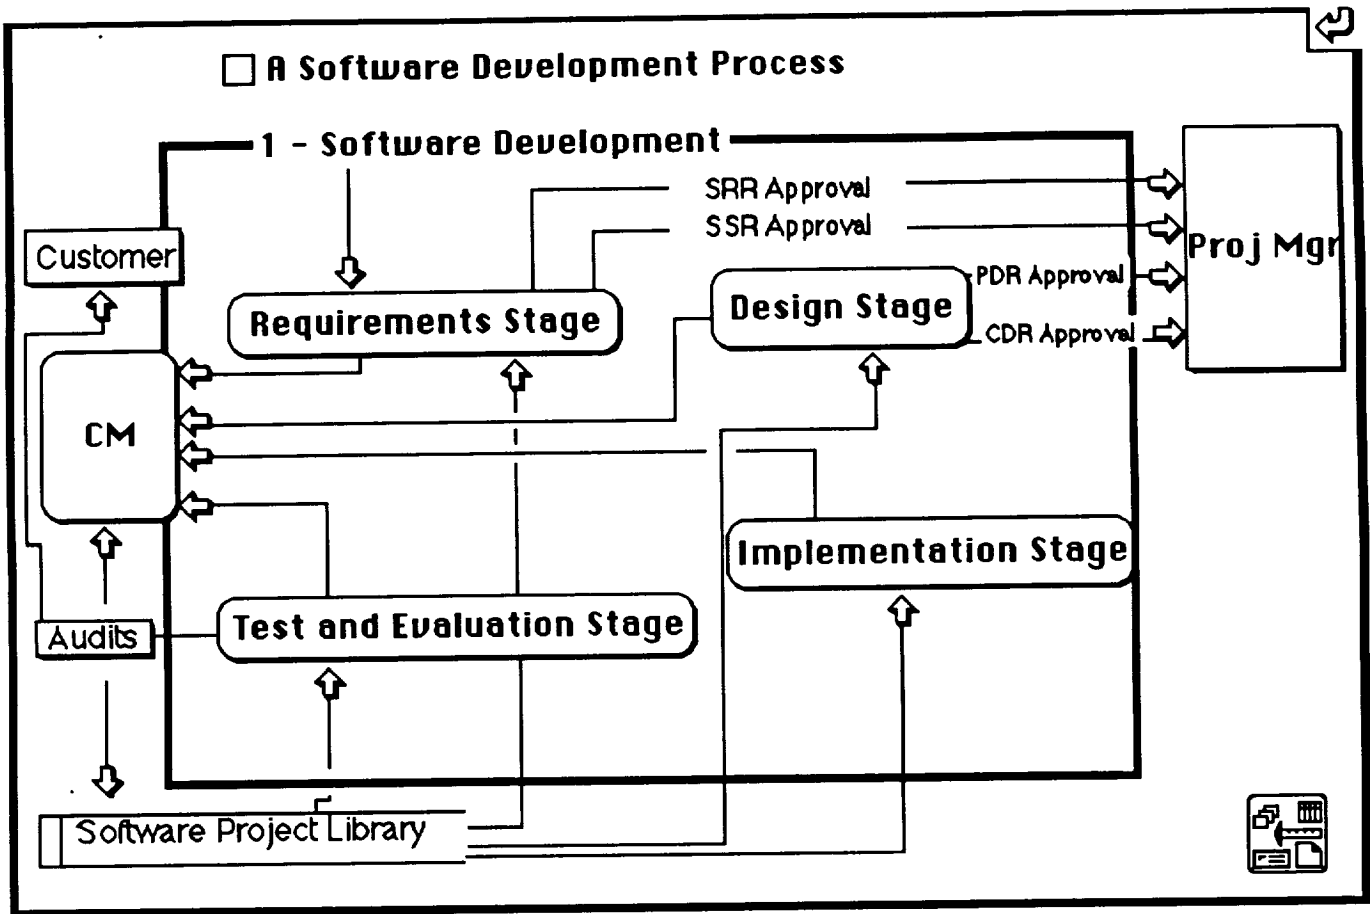 A Software Development Process
1 - Software Development
SRR Approval
SSR Approval
Customer
Proj Mgr
PDR Approval
Design Stage
Requirements Stage
CDR Approval
CM
Implementation Stage
Test and Evaluation Stage
Audits
Software Project Library